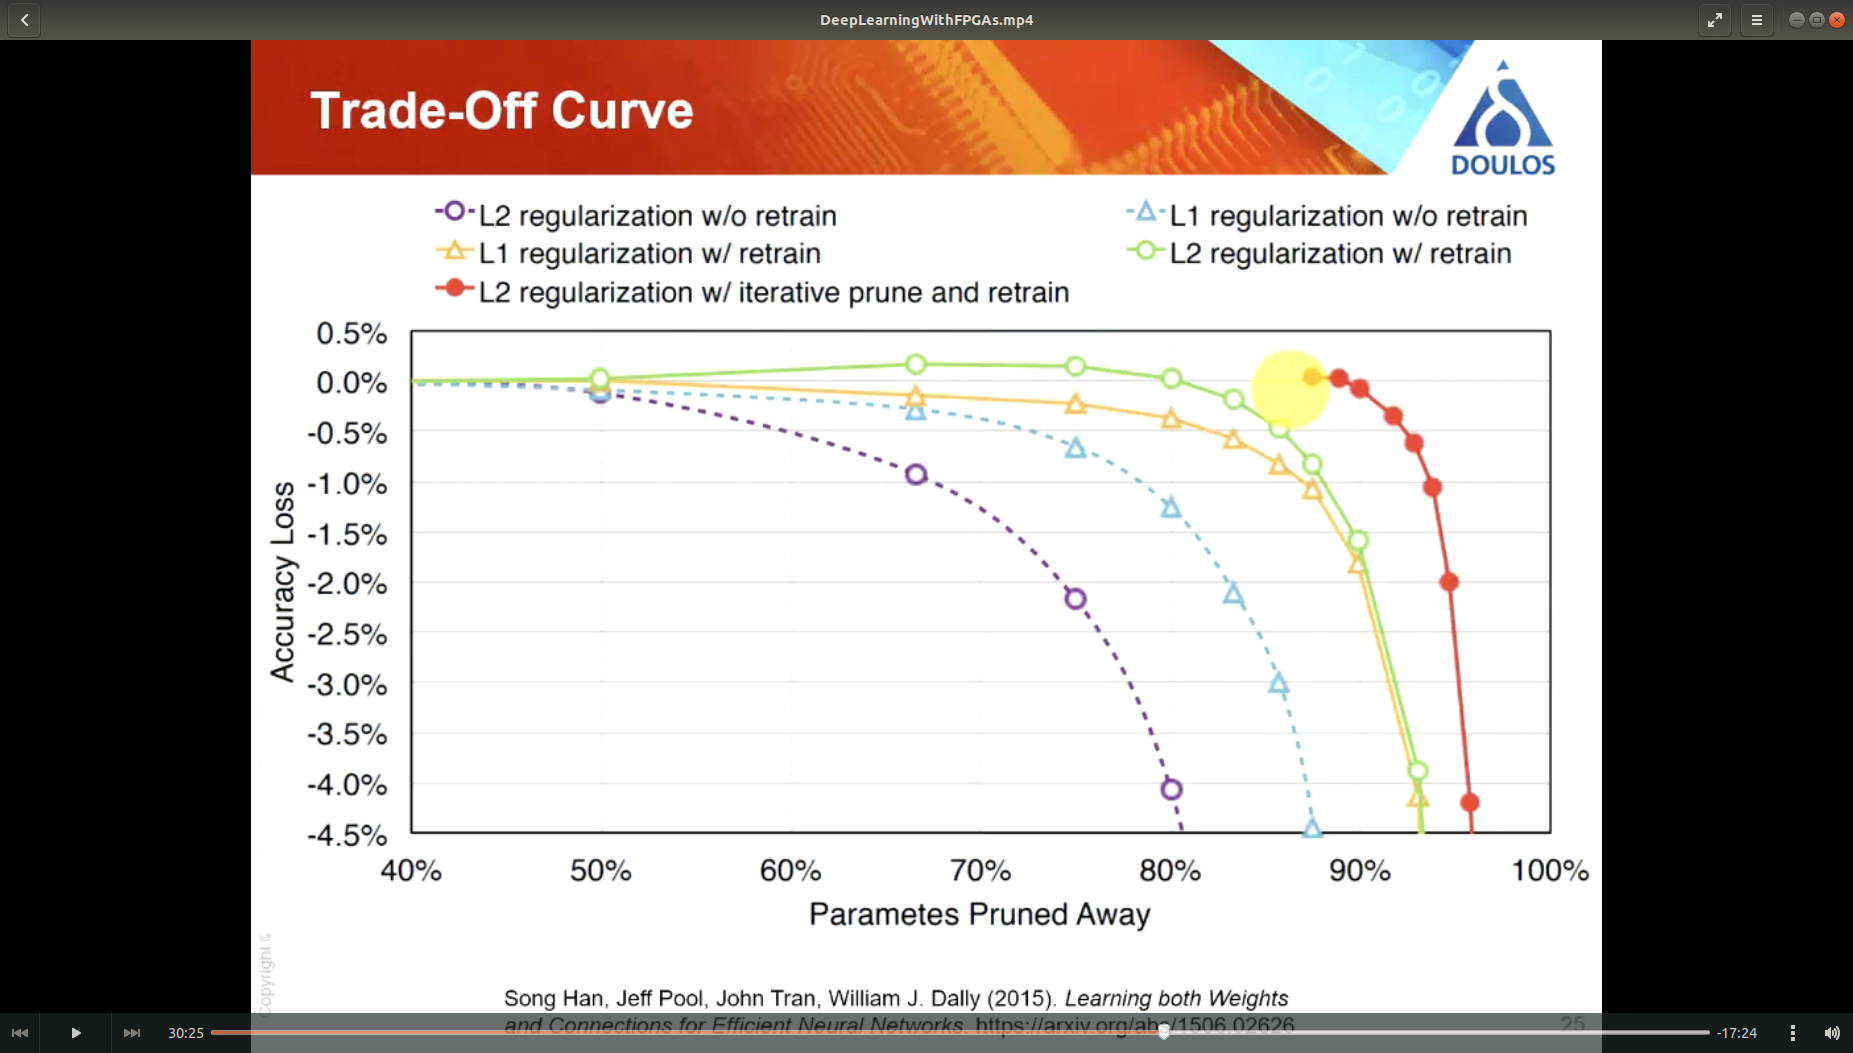 DeepLearningWithFPGAs.mp4
Trade-Off Curve
DOULOS
L2 regularization w/o retrain
L1 regularization w/o retrain
L1 regularization w/ retrain
L2 regularization w/ retrain
L2 regularization w/ iterative prune and retrain
0.5%
0.0%
-0.5%
-1.0%
-1.5%
-2.0%
-2.5%
-3.0%
-3.5%
-4.0%
-4.5%
Accuracy Loss
40% 50% 60% 70% 80% 90% 100%
Parametes Pruned Away
Copyright ©
Song Han, Jeff Pool, John Tran, William J. Dally (2015). Learning both Weights
and Connections for Efficient Neural Networks. https://arxiv.org/abs/1506.02626
25
30:25
-17:24